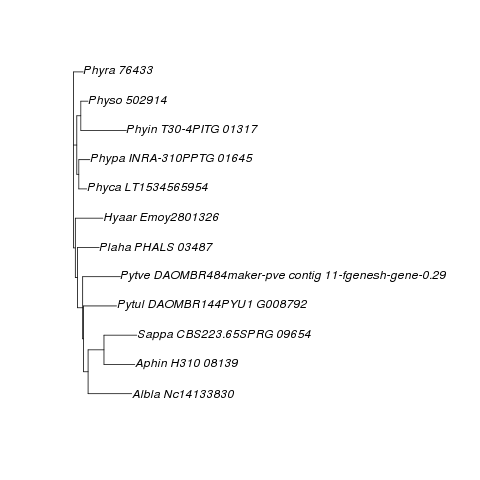 Phyra 76433
Physo 502914
Phyin T30-4PITG 01317
Phypa INRA-310PPTG 01645
Phyca LT1534565954
Hyaar Emoy2801326
Plaha PHALS 03487
Pytve DAOMBR484maker-pve contig 11-fgenesh-gene-0.29
Pytul DAOMBR144PYU1 G008792
Sappa CBS223.65SPRG 09654
Aphin H310 08139
Albla Nc14133830